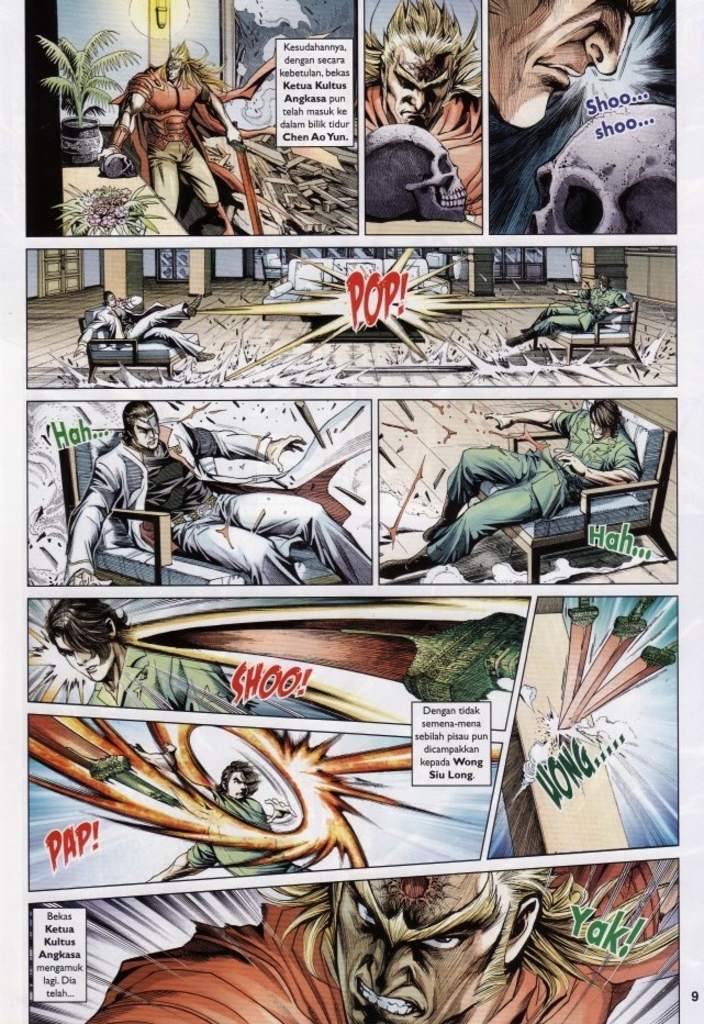 Kesudahannya,
dengan secara
kebetulan, bekas
Ketua Kultus
Angkasa pun
telah masuk ke
dalam bilik tidur
Chen Ao Yun.
Shoo...
shoo...
POP!
Hah...
Hah...
SHOO!
Dengan tidak
semena-mena
sebilah pisau pun
dicampakkan
kepada Wong
Siu Long.
WONG.....
PAP!
Bekas
Ketua
Kultus
Angkasa
mengamuk
lagi. Dia
telah...
Yak!
9